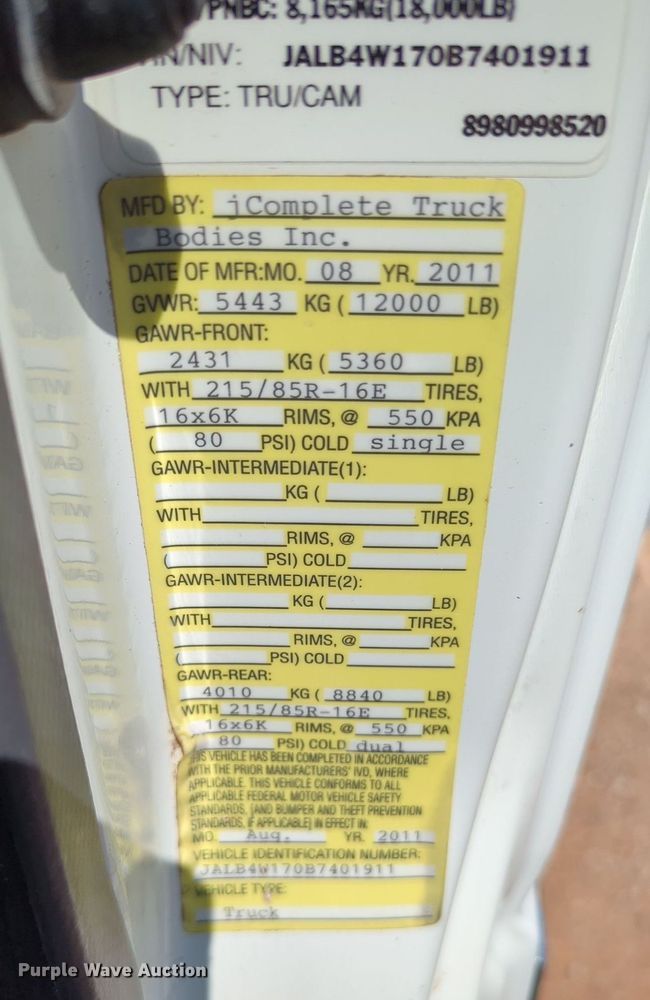 PNBC: 8,165KG(18,000LB)
/NIV: JALB4W170B7401911
TYPE: TRU/CAM
8980998520
MFD BY: jComplete Truck
Bodies Inc.
DATE OF MFR:MO. 08 YR. 2011
GVWR: 5443 KG ( 12000 LB)
GAWR-FRONT:
2431 KG ( 5360 LB)
WITH 215/85R-16E TIRES,
16x6K RIMS, @ 550 KPA
( 80 PSI) COLD single
GAWR-INTERMEDIATE(1):
KG ( LB)
WITH TIRES,
RIMS, @ KPA
( PSI) COLD
GAWR-INTERMEDIATE(2):
KG ( LB)
WITH TIRES,
RIMS, @ KPA
( PSI) COLD
GAWR-REAR:
4010 KG ( 8840 LB)
WITH 215/85R-16E TIRES,
16x6K RIMS, @ 550 KPA
80 PSI) COLD dual
THIS VEHICLE HAS BEEN COMPLETED IN ACCORDANCE
WITH THE PRIOR MANUFACTURERS' IVD, WHERE
APPLICABLE. THIS VEHICLE CONFORMS TO ALL
APPLICABLE FEDERAL MOTOR VEHICLE SAFETY
STANDARDS, [AND BUMPER AND THEFT PREVENTION
STANDARDS, IF APPLICABLE] IN EFFECT IN:
MO. Aug. YR. 2011
VEHICLE IDENTIFICATION NUMBER:
JALB4W170B7401911
VEHICLE TYPE:
Truck
Purple Wave Auction